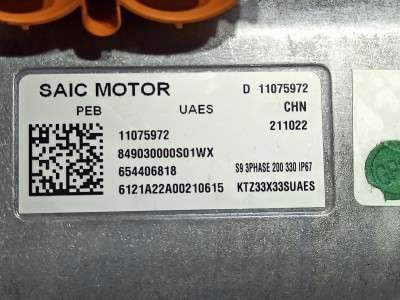 SAIC MOTOR D 11075972
PEB UAES CHN
211022
11075972
849030000S01WX
654406818 S9 3PHASE 200 330 IP67
6121A22A00210615 KTZ33X33SUAES